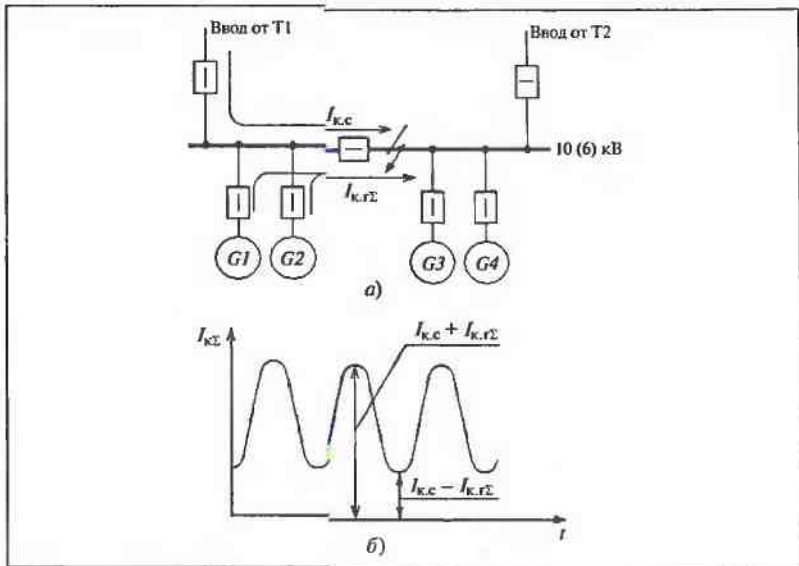 Ввод от Т1
Ввод от Т2
Iк.с
10 (6) кВ
Iк.гΣ
G1
G2
G3
G4
а)
IкΣ
Iк.с + Iк.гΣ
Iк.с − Iк.гΣ
t
б)